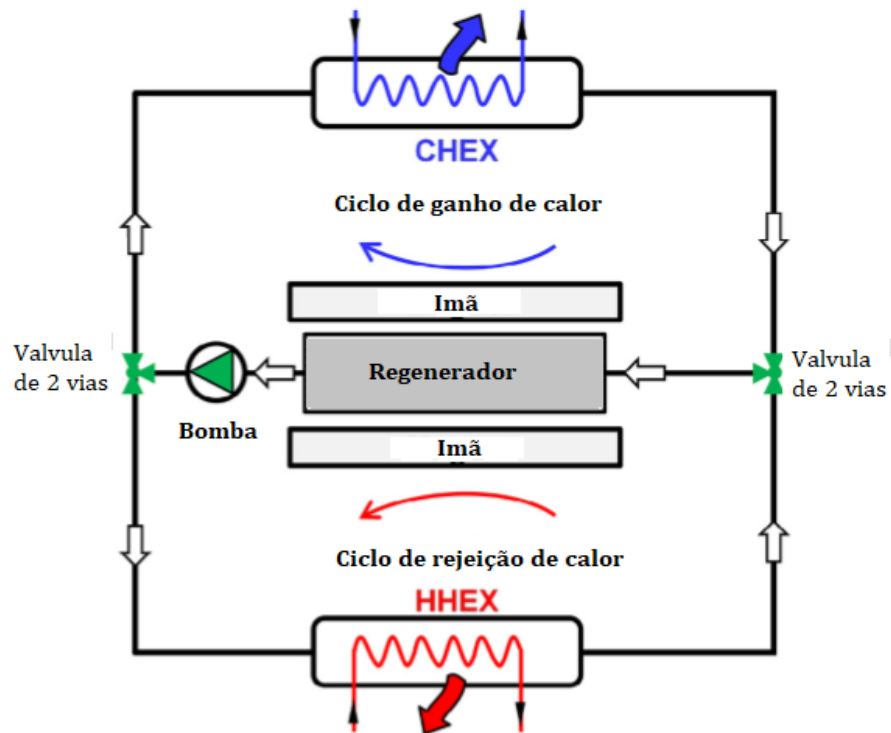 CHEX
Ciclo de ganho de calor
Imã
Valvula
de 2 vias
Regenerador
Valvula
de 2 vias
Bomba
Imã
Ciclo de rejeição de calor
HHEX